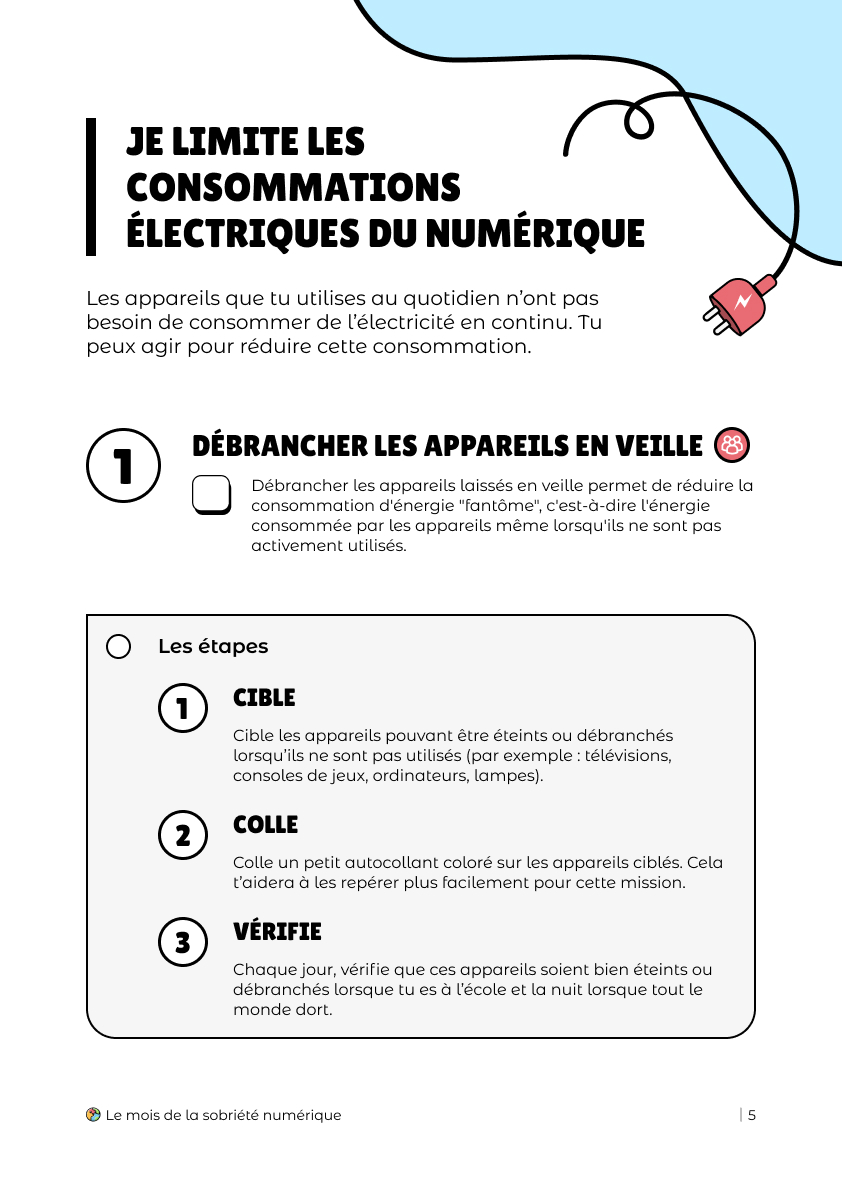 JE LIMITE LES
CONSOMMATIONS
ÉLECTRIQUES DU NUMÉRIQUE
Les appareils que tu utilises au quotidien n’ont pas
besoin de consommer de l’électricité en continu. Tu
peux agir pour réduire cette consommation.
1
DÉBRANCHER LES APPAREILS EN VEILLE
Débrancher les appareils laissés en veille permet de réduire la
consommation d'énergie "fantôme", c'est-à-dire l'énergie
consommée par les appareils même lorsqu'ils ne sont pas
activement utilisés.
Les étapes
1
CIBLE
Cible les appareils pouvant être éteints ou débranchés
lorsqu’ils ne sont pas utilisés (par exemple : télévisions,
consoles de jeux, ordinateurs, lampes).
2
COLLE
Colle un petit autocollant coloré sur les appareils ciblés. Cela
t’aidera à les repérer plus facilement pour cette mission.
3
VÉRIFIE
Chaque jour, vérifie que ces appareils soient bien éteints ou
débranchés lorsque tu es à l’école et la nuit lorsque tout le
monde dort.
Le mois de la sobriété numérique
| 5